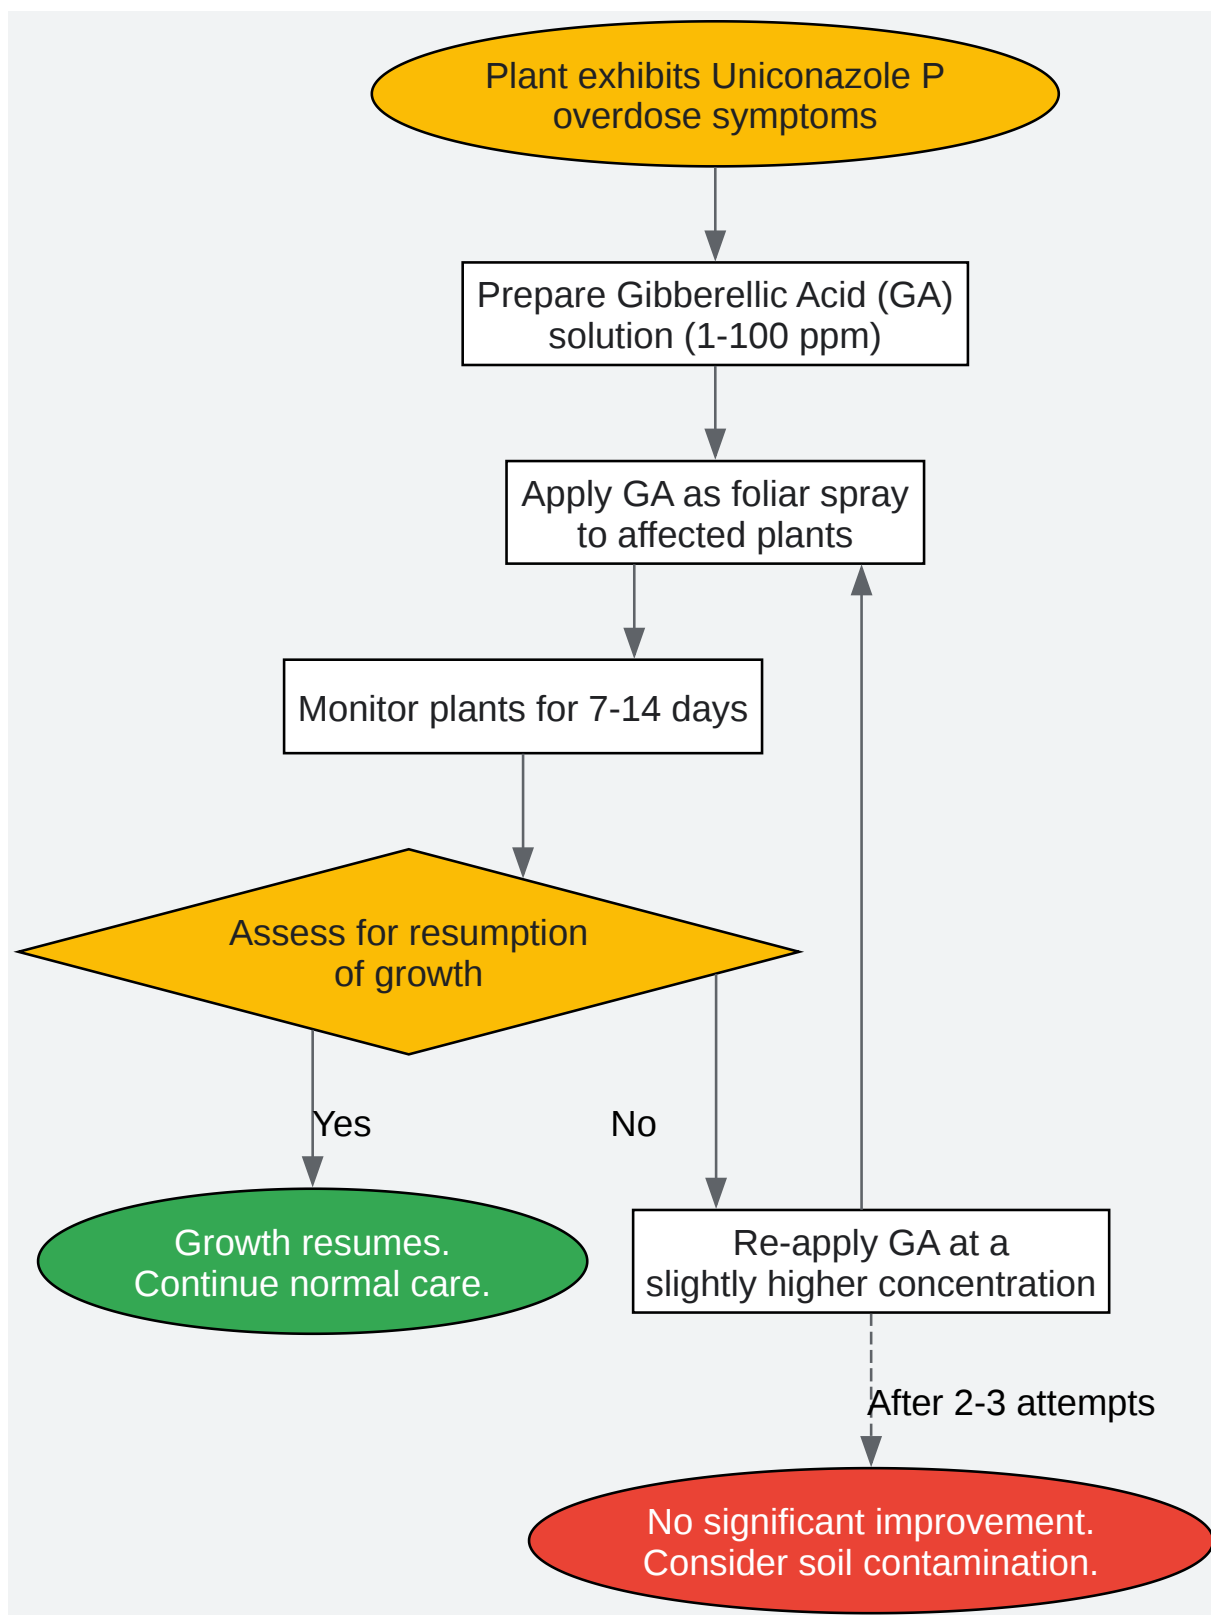 Plant exhibits Uniconazole P
overdose symptoms
Prepare Gibberellic Acid (GA)
solution (1-100 ppm)
Apply GA as foliar spray
to affected plants
Monitor plants for 7-14 days
Assess for resumption
of growth
Yes
No
Growth resumes.
Continue normal care.
Re-apply GA at a
slightly higher concentration
After 2-3 attempts
No significant improvement.
Consider soil contamination.